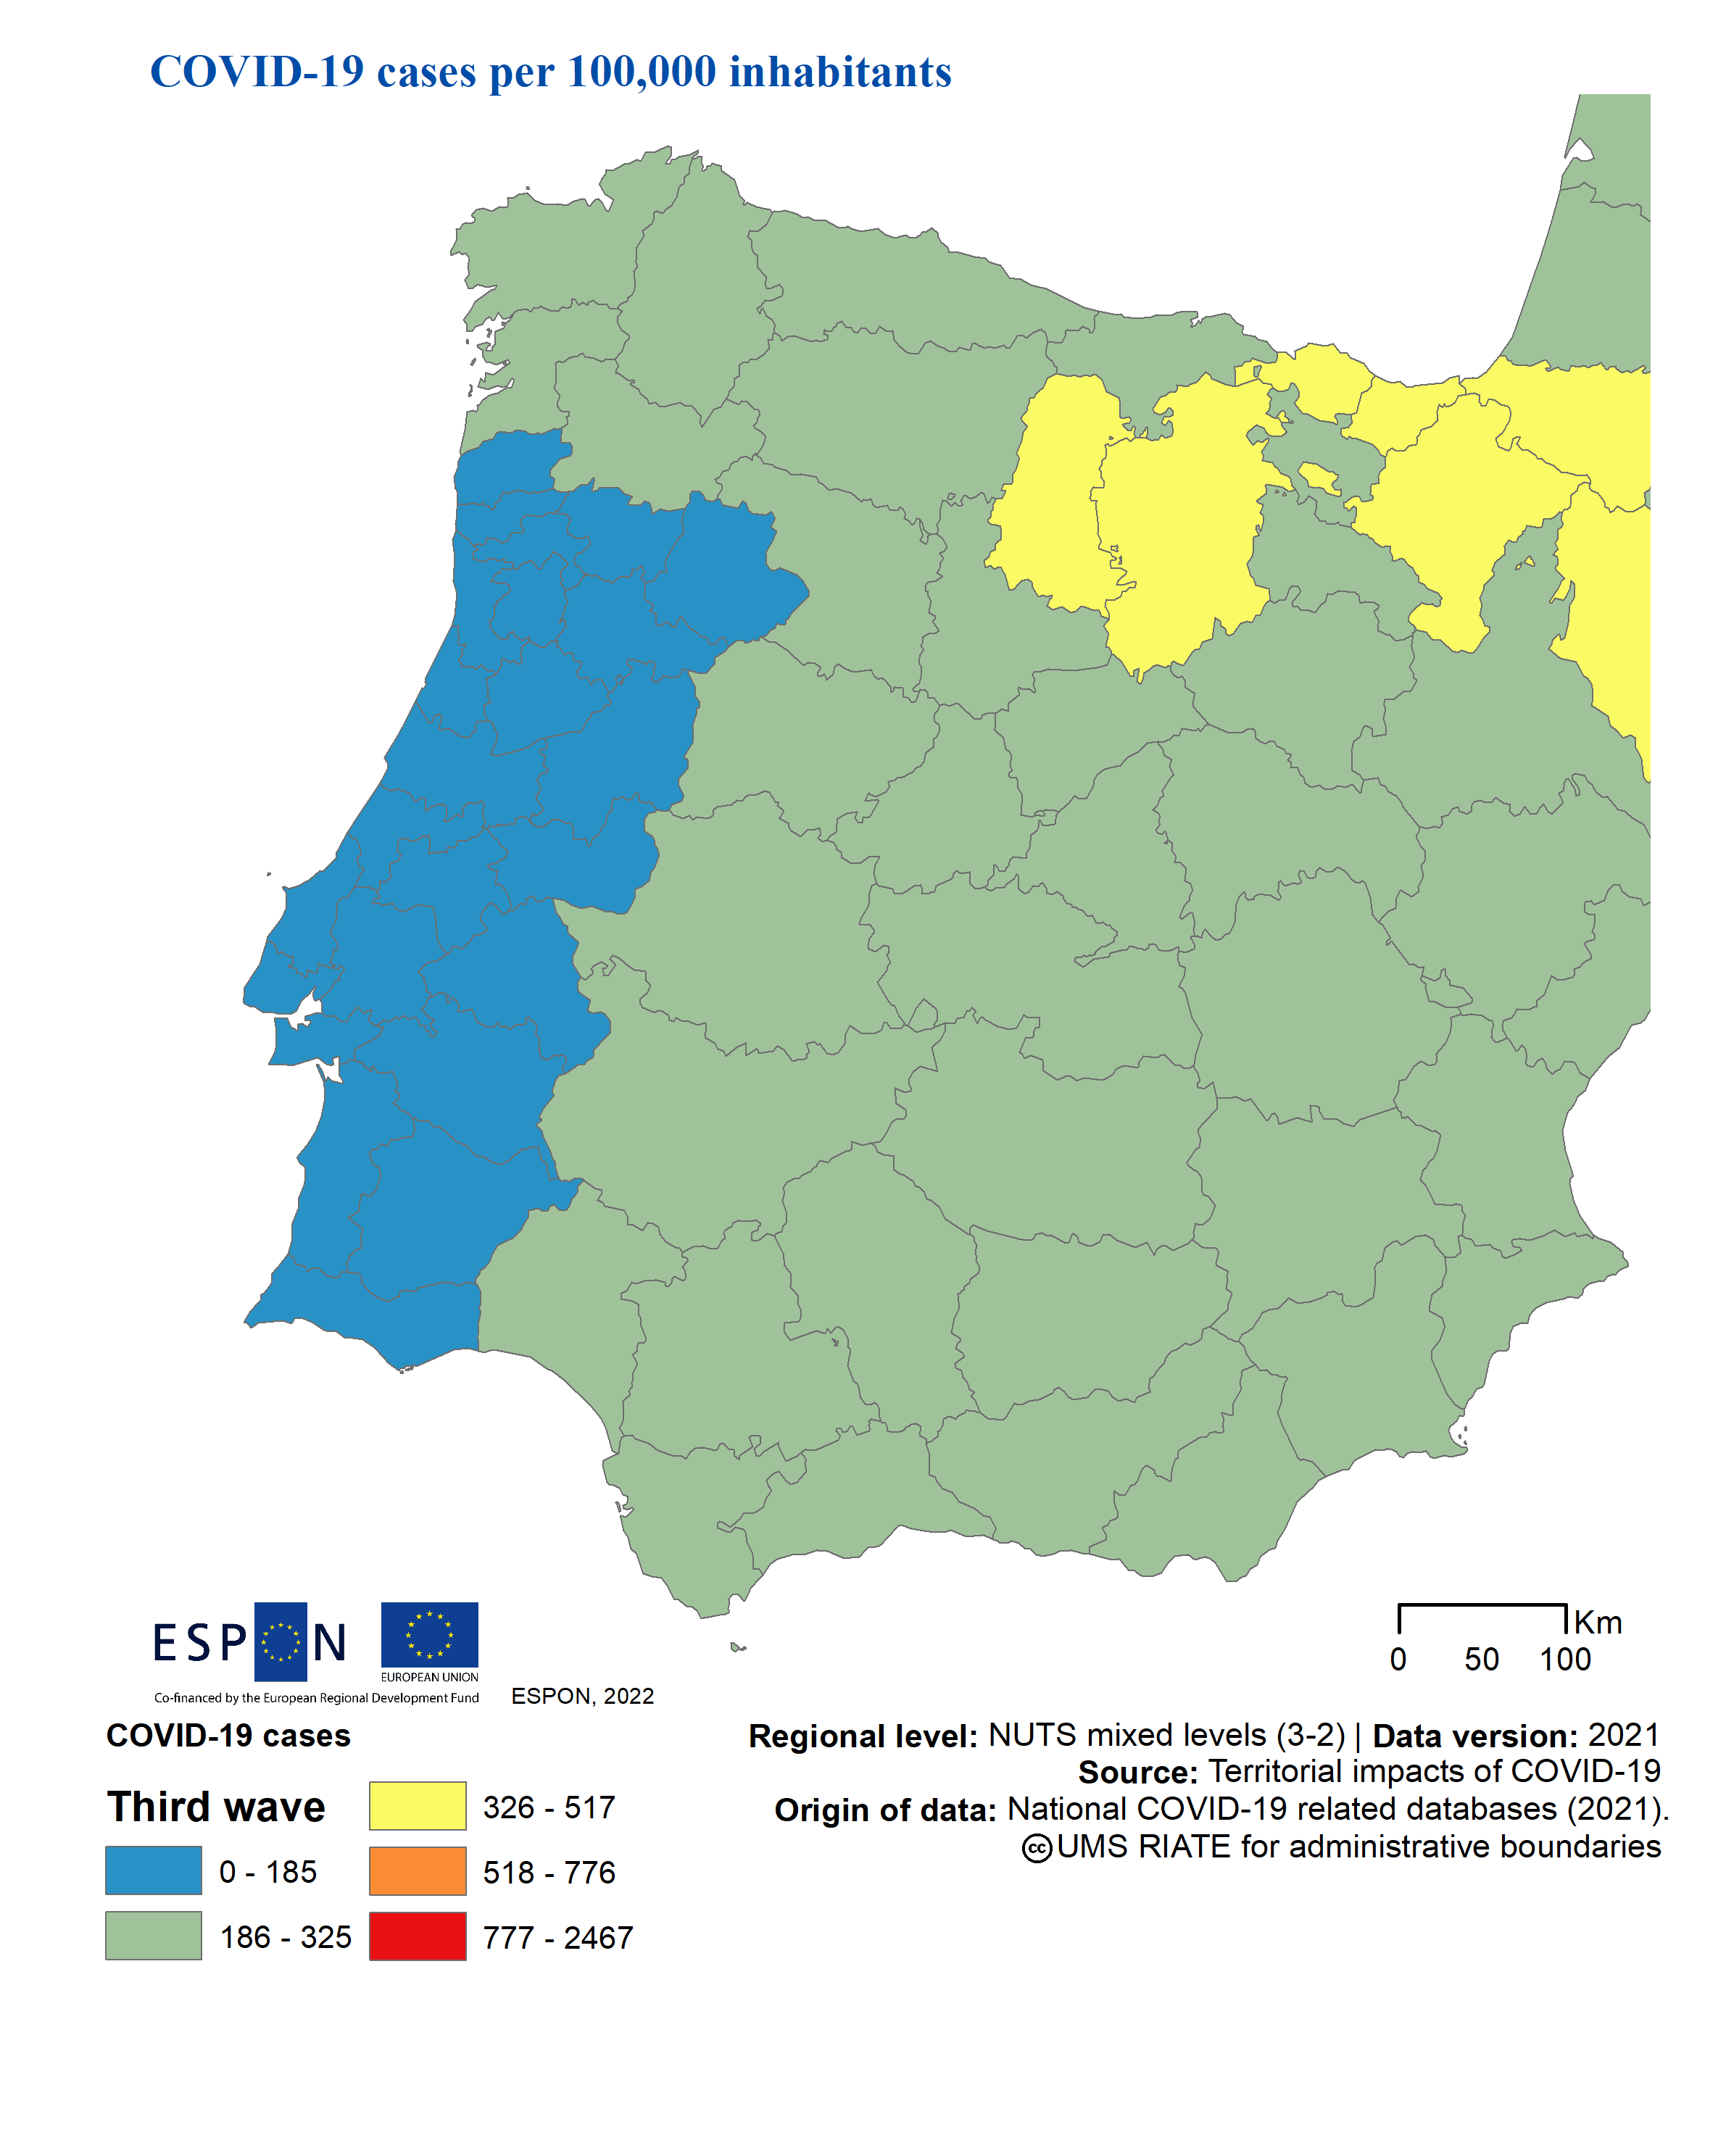 COVID-19 cases per 100,000 inhabitants
ESPON
EUROPEAN UNION
Co-financed by the European Regional Development Fund
ESPON, 2022
Km
0 50 100
COVID-19 cases
Third wave
0 - 185
186 - 325
326 - 517
518 - 776
777 - 2467
Regional level: NUTS mixed levels (3-2) | Data version: 2021
Source: Territorial impacts of COVID-19
Origin of data: National COVID-19 related databases (2021).
cc UMS RIATE for administrative boundaries